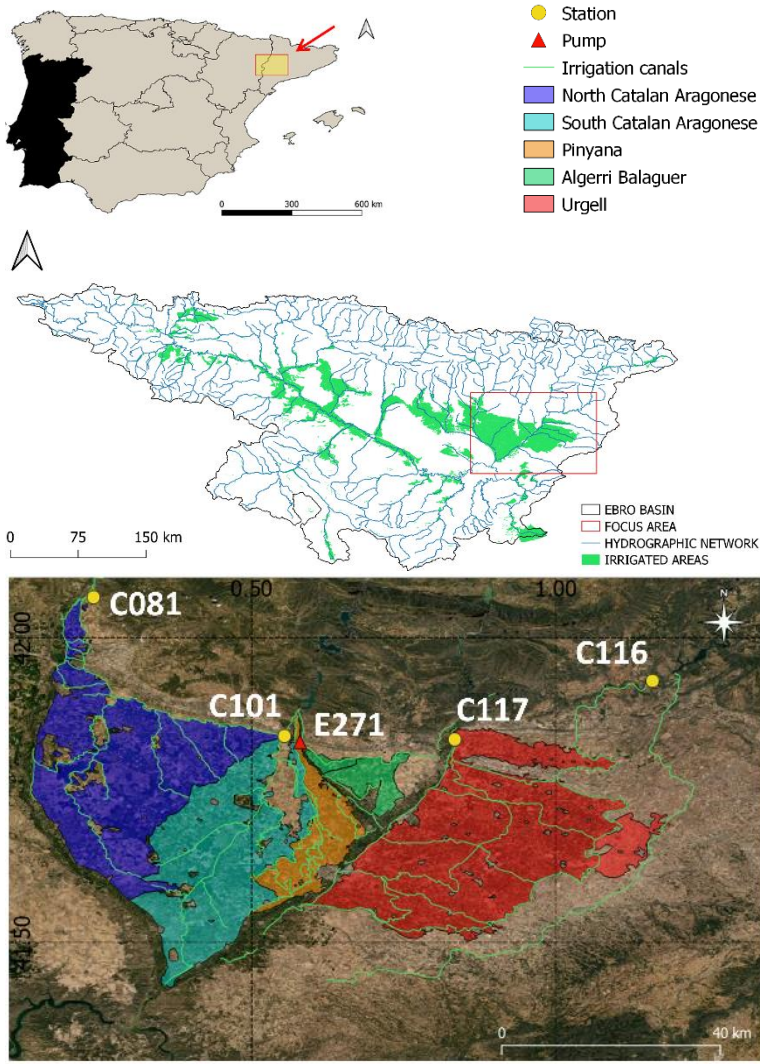 Station
Pump
Irrigation canals
North Catalan Aragonese
South Catalan Aragonese
Pinyana
Algerri Balaguer
Urgell
0 300 600 km
0 75 150 km
EBRO BASIN
FOCUS AREA
HYDROGRAPHIC NETWORK
IRRIGATED AREAS
0.50 1.00
C081
42.00
N
C116
C101
E271
C117
41.50
0 40 km